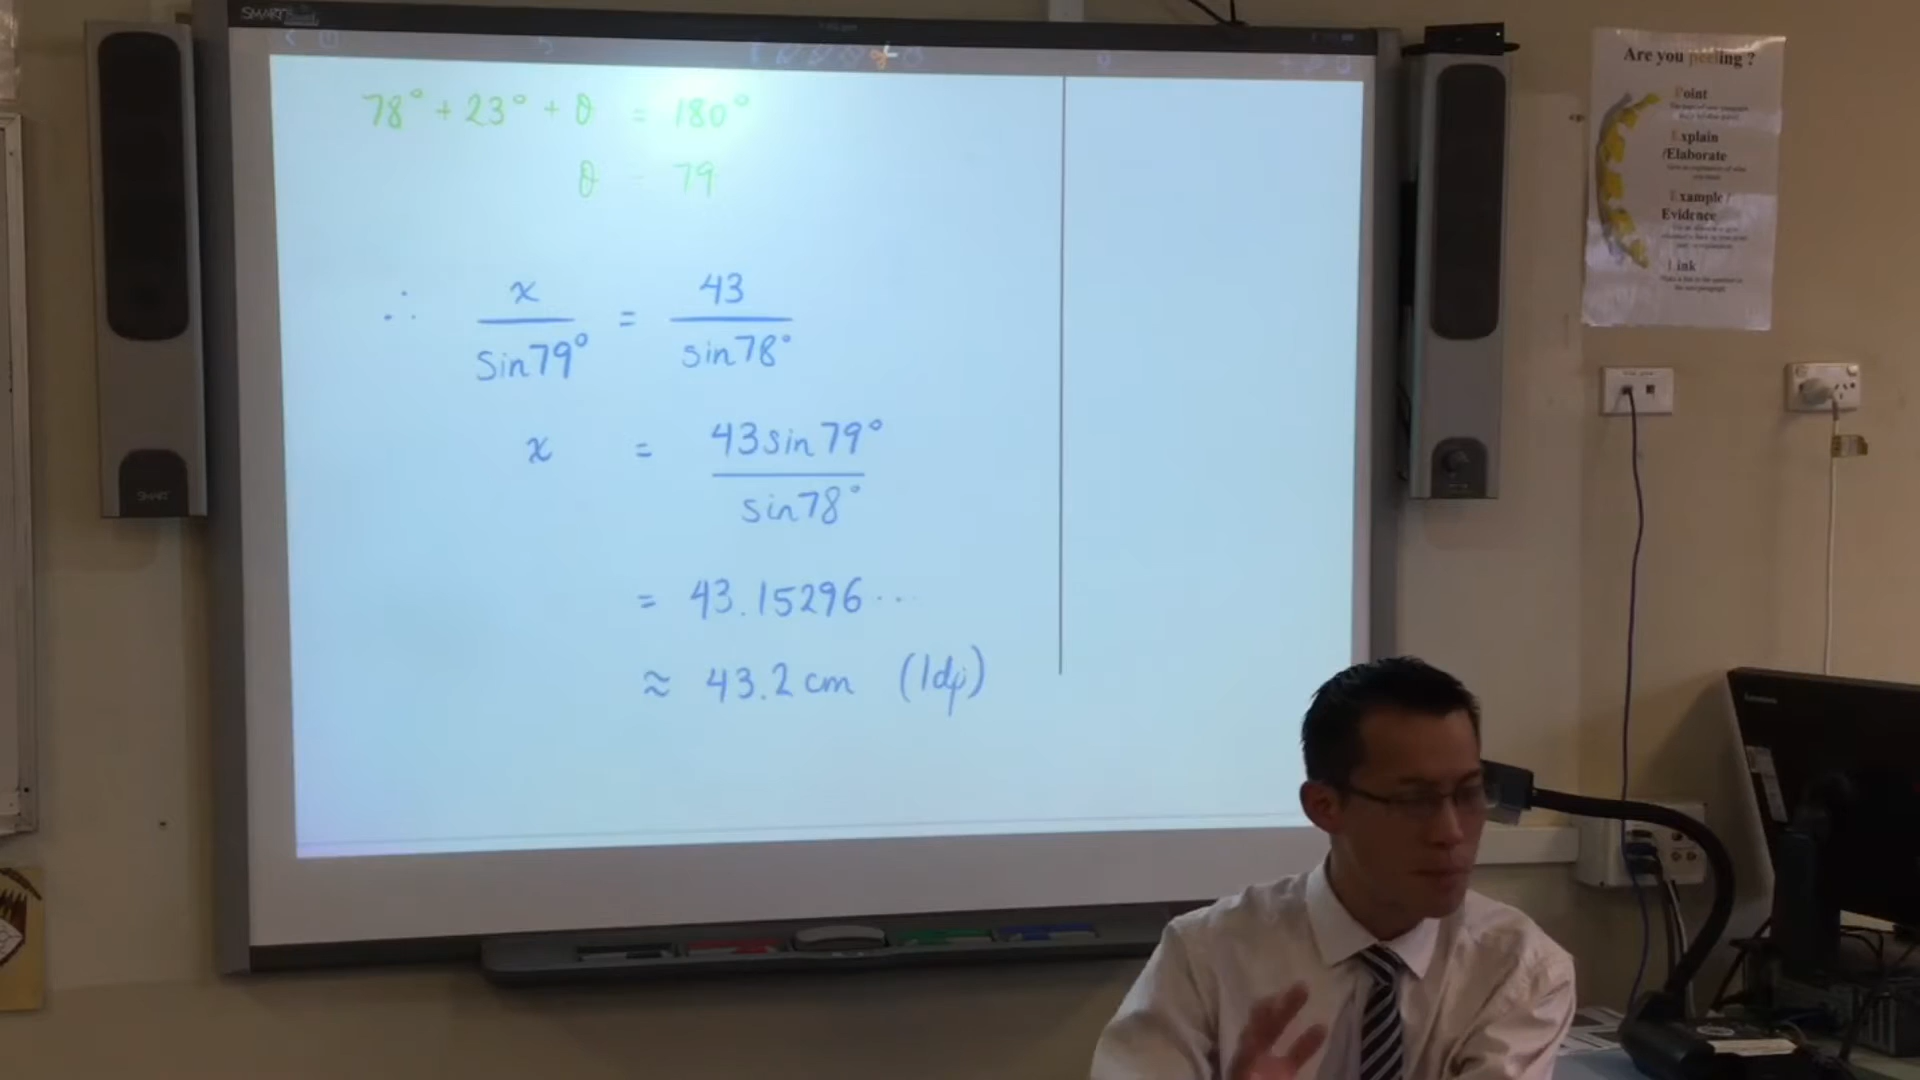 SMART
78° + 23° + θ = 180°
θ = 79
∴ x / sin79° = 43 / sin78°
x = 43sin79° / sin78°
= 43.15296...
≈ 43.2 cm (1dp)
SMART
Are you peeling ?
Point
Explain
/Elaborate
Example /
Evidence
Link